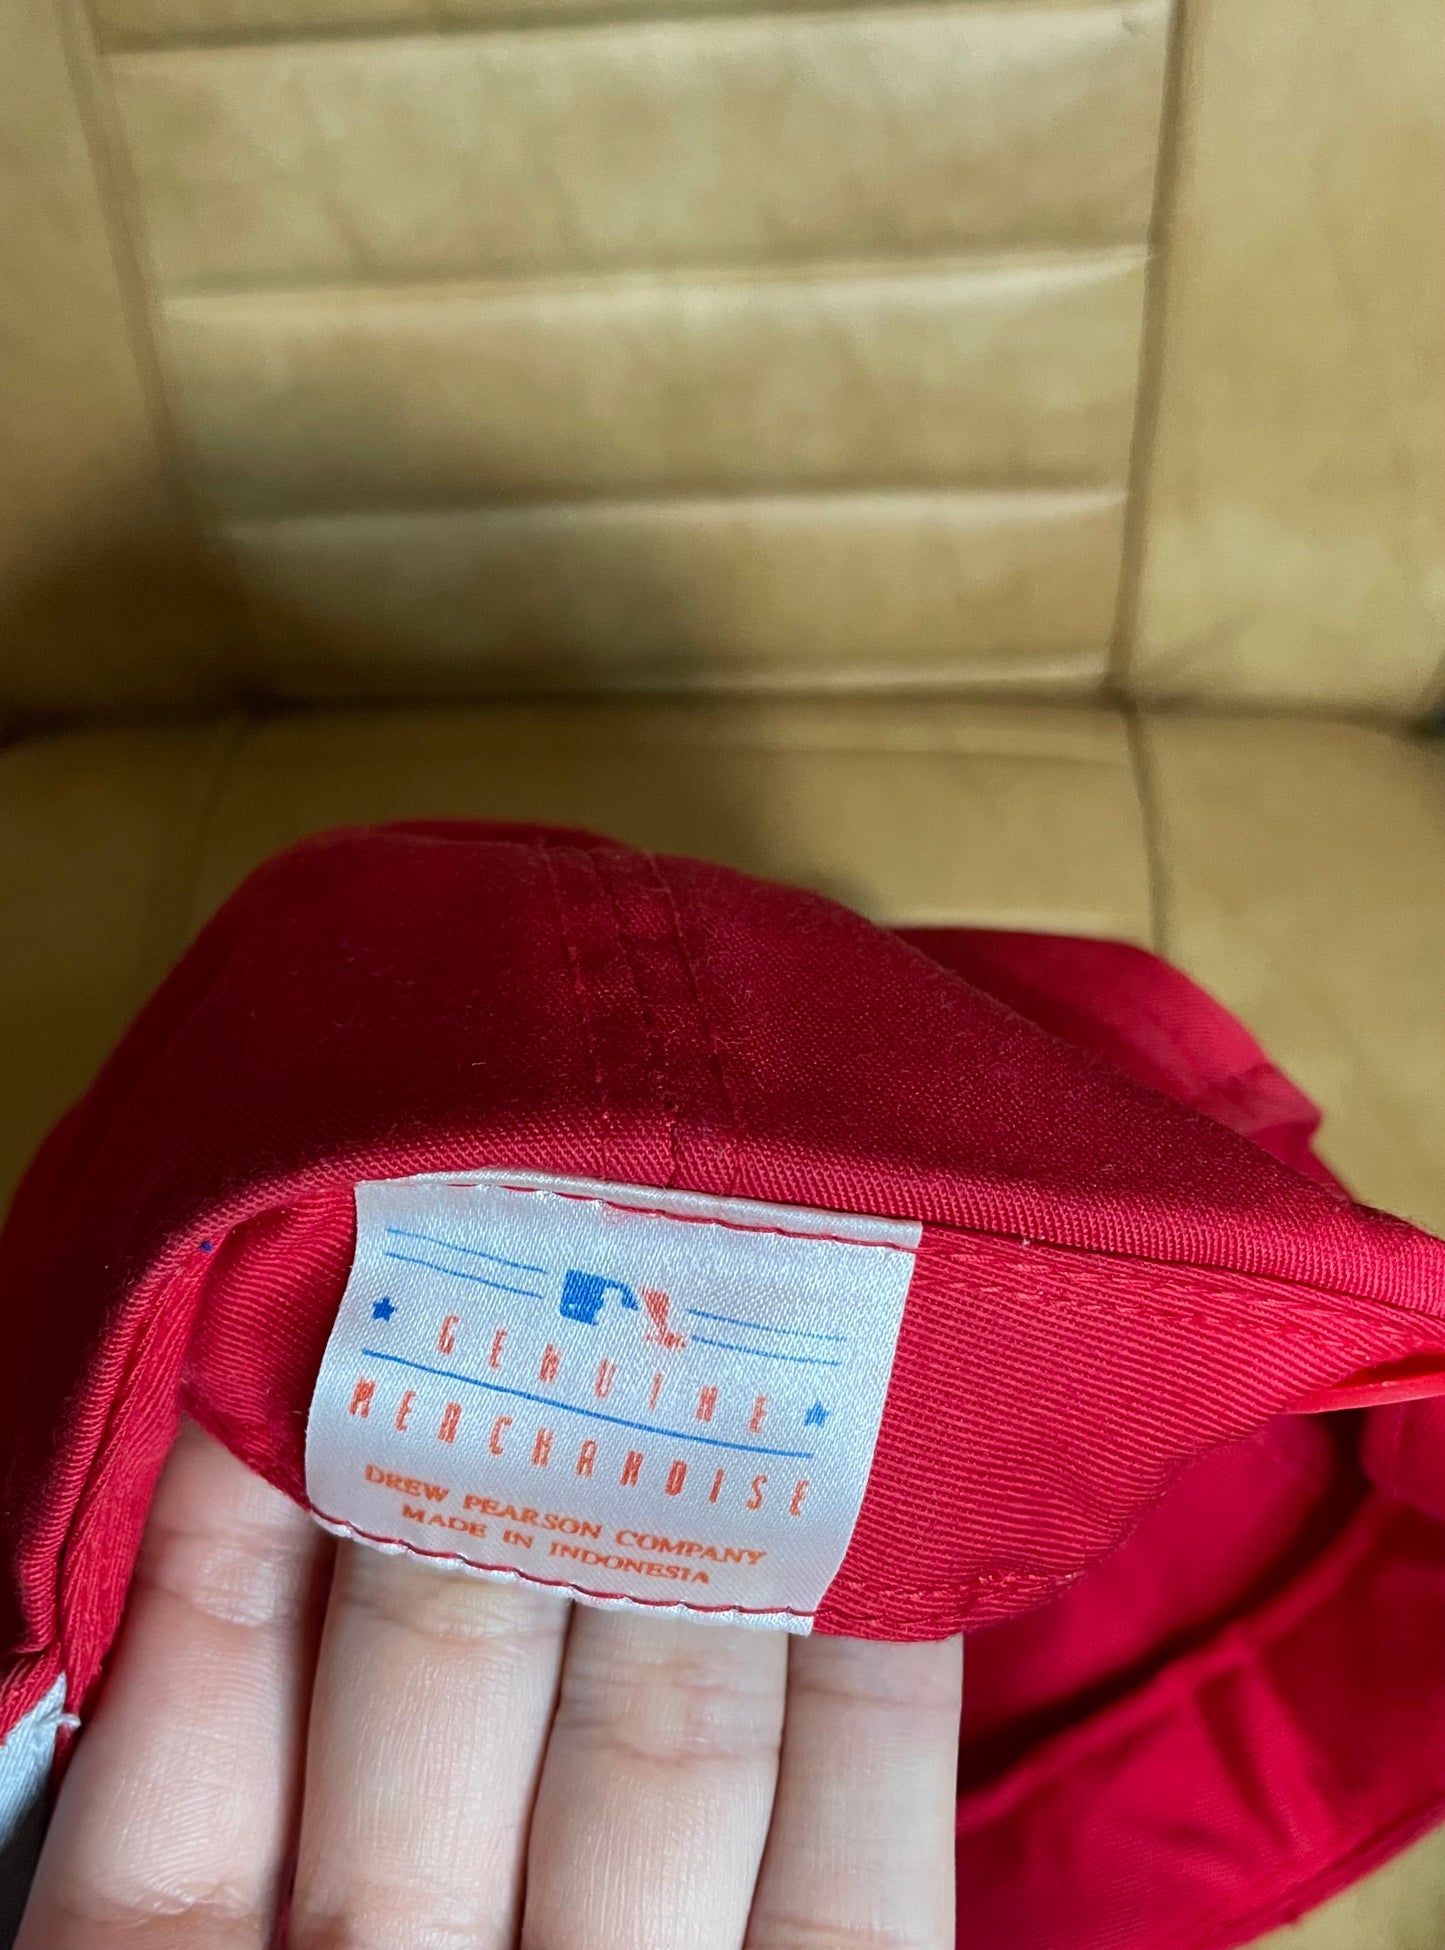 GENUINE
MERCHANDISE
DREW PEARSON COMPANY
MADE IN INDONESIA